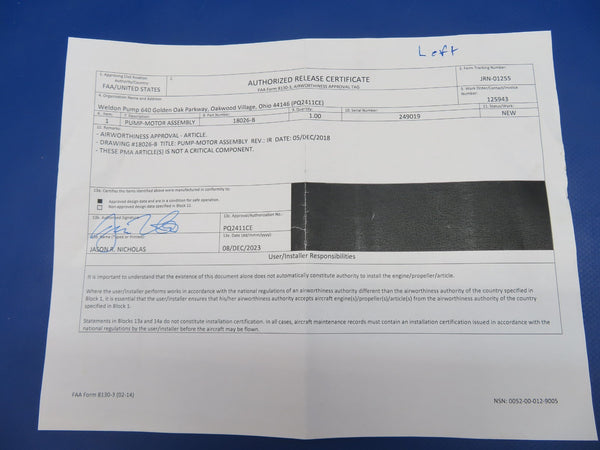 Left
1. Approving Civil Aviation Authority/Country: FAA/UNITED STATES
2. AUTHORIZED RELEASE CERTIFICATE
FAA Form 8130-3, AIRWORTHINESS APPROVAL TAG
3. Form Tracking Number: JRN-01255
4. Organization Name and Address:
Weldon Pump 640 Golden Oak Parkway, Oakwood Village, Ohio 44146 (PQ2411CE)
5. Work Order/Contract/Invoice Number: 125943
6. Item: 7. Description: 8. Part Number: 9. Quantity: 10. Serial Number: 11. Status/Work:
1 PUMP-MOTOR ASSEMBLY 18026-B 1.00 249019 NEW
12. Remarks:
- AIRWORTHINESS APPROVAL - ARTICLE.
- DRAWING #18026-B TITLE: PUMP-MOTOR ASSEMBLY REV.: IR DATE: 05/DEC/2018
- THESE PMA ARTICLE(S) IS NOT A CRITICAL COMPONENT.
13a. Certifies the items identified above were manufactured in conformity to:
Approved design data and are in a condition for safe operation.
Non-approved design data specified in Block 12.
13b. Authorized Signature: 13c. Approval/Authorization No.:
PQ2411CE
13d. Name (Typed or Printed): 13e. Date (dd/mmm/yyyy):
JASON R. NICHOLAS 08/DEC/2023
User/Installer Responsibilities
It is important to understand that the existence of this document alone does not automatically constitute authority to install the engine/propeller/article.
Where the user/installer performs works in accordance with the national regulations of an airworthiness authority different than the airworthiness authority of the country specified in
Block 1, it is essential that the user/installer ensures that his/her airworthiness authority accepts aircraft engine(s)/propeller(s)/article(s) from the airworthiness authority of the country
specified in Block 1.
Statements in Blocks 13a and 14a do not constitute installation certification. In all cases, aircraft maintenance records must contain an installation certification issued in accordance with the
national regulations by the user/installer before the aircraft may be flown.
FAA Form 8130-3 (02-14) NSN: 0052-00-012-9005